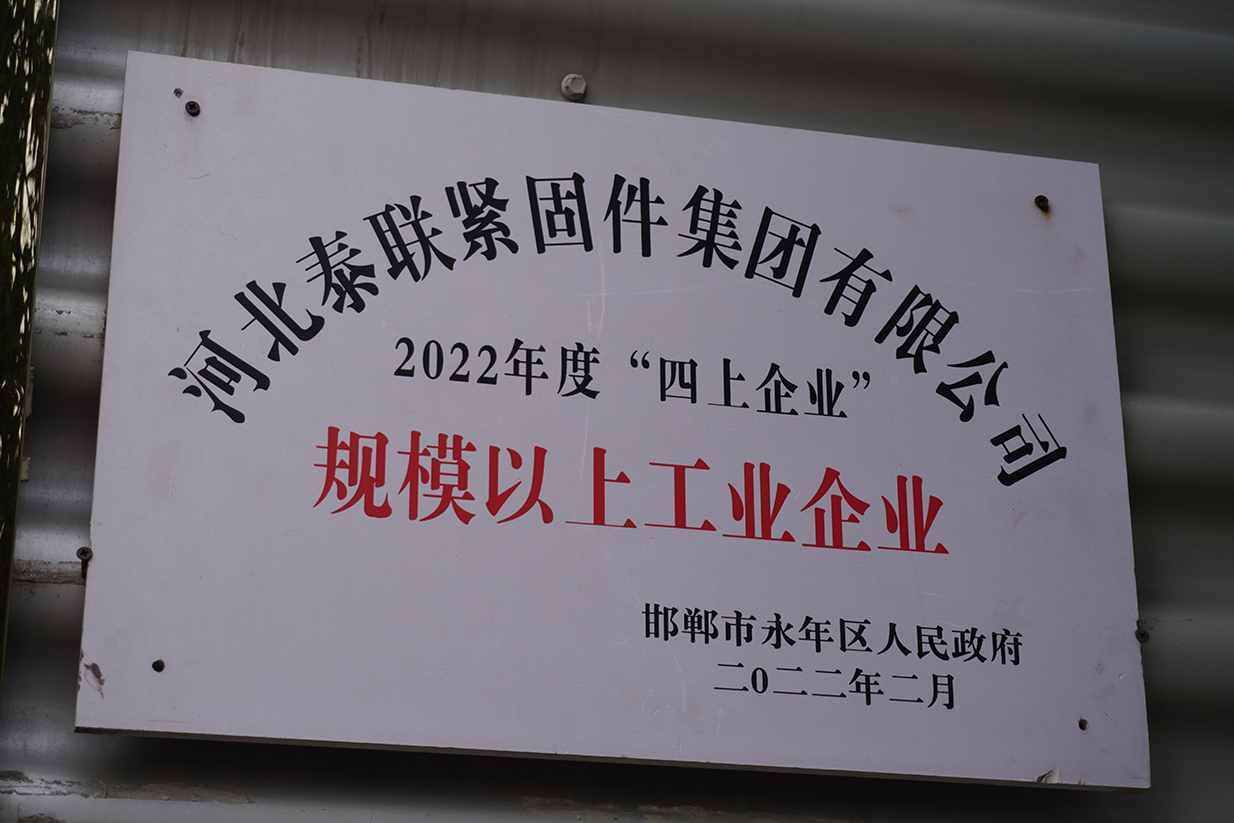 河北泰联紧固件集团有限公司
2022年度“四上企业”
规模以上工业企业
邯郸市永年区人民政府
二0二二年二月